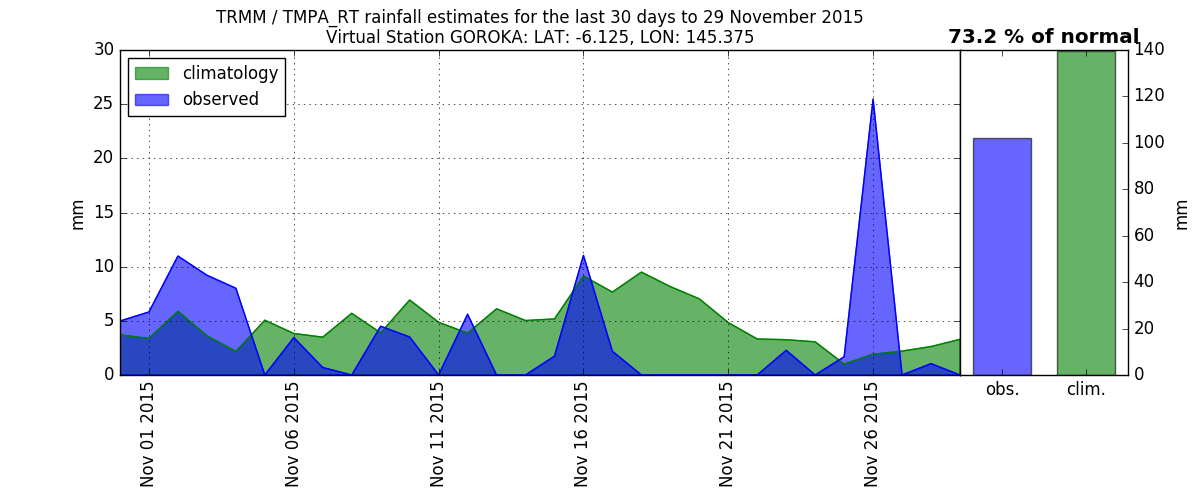 TRMM / TMPA_RT rainfall estimates for the last 30 days to 29 November 2015
Virtual Station GOROKA: LAT: -6.125, LON: 145.375
73.2 % of normal
climatology
observed
30
25
20
15
10
5
0
mm
Nov 01 2015
Nov 06 2015
Nov 11 2015
Nov 16 2015
Nov 21 2015
Nov 26 2015
140
120
100
80
60
40
20
0
mm
obs.
clim.